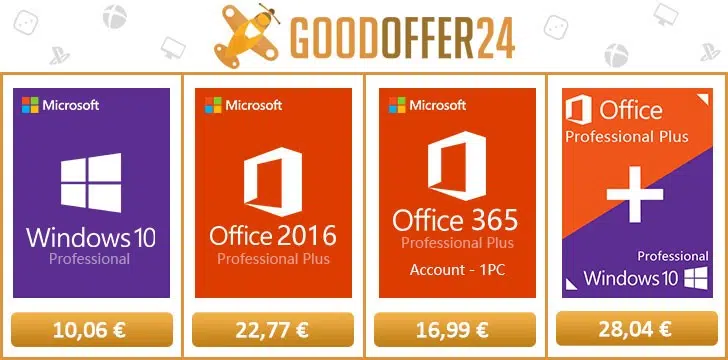 GOODOFFER24
Microsoft
Windows 10
Professional
10,06 €
Microsoft
Office 2016
Professional Plus
22,77 €
Microsoft
Office 365
Professional Plus
Account - 1PC
16,99 €
Office
Professional Plus
Professional
Windows 10
28,04 €